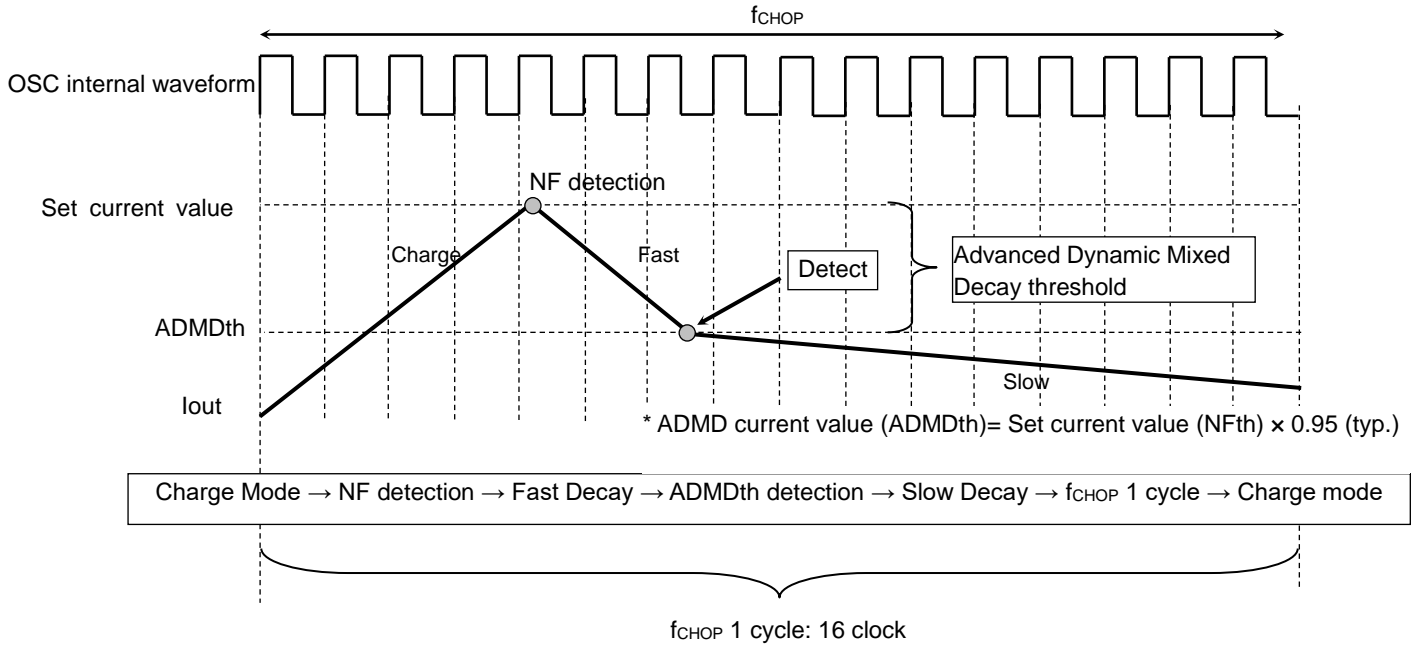 fCHOP
OSC internal waveform
NF detection
Set current value
Charge
Fast
Detect
Advanced Dynamic Mixed
Decay threshold
ADMDth
Slow
Iout
* ADMD current value (ADMDth)= Set current value (NFth) × 0.95 (typ.)
Charge Mode → NF detection → Fast Decay → ADMDth detection → Slow Decay → fCHOP 1 cycle → Charge mode
fCHOP 1 cycle: 16 clock